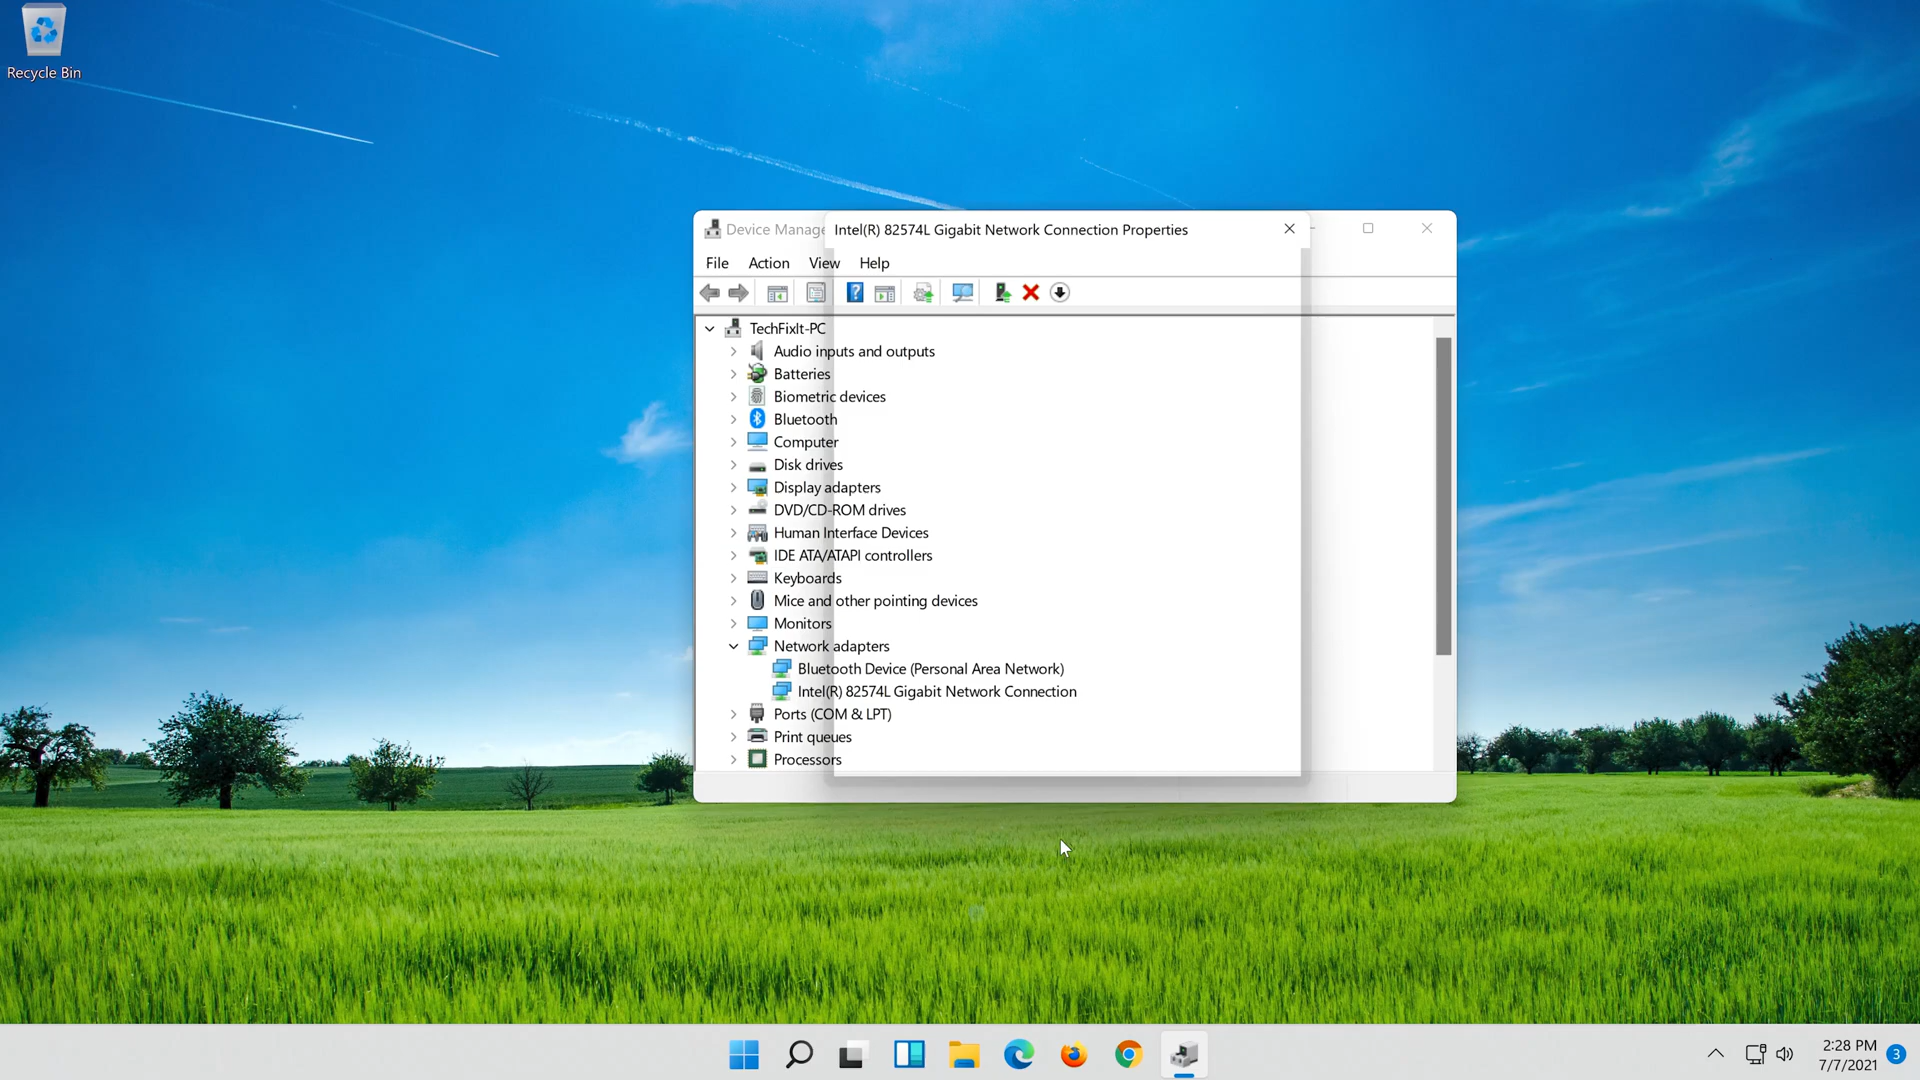 Recycle Bin
Device Manage
Intel(R) 82574L Gigabit Network Connection Properties
File Action View Help
TechFixIt-PC
Audio inputs and outputs
Batteries
Biometric devices
Bluetooth
Computer
Disk drives
Display adapters
DVD/CD-ROM drives
Human Interface Devices
IDE ATA/ATAPI controllers
Keyboards
Mice and other pointing devices
Monitors
Network adapters
Bluetooth Device (Personal Area Network)
Intel(R) 82574L Gigabit Network Connection
Ports (COM & LPT)
Print queues
Processors
2:28 PM
7/7/2021
3